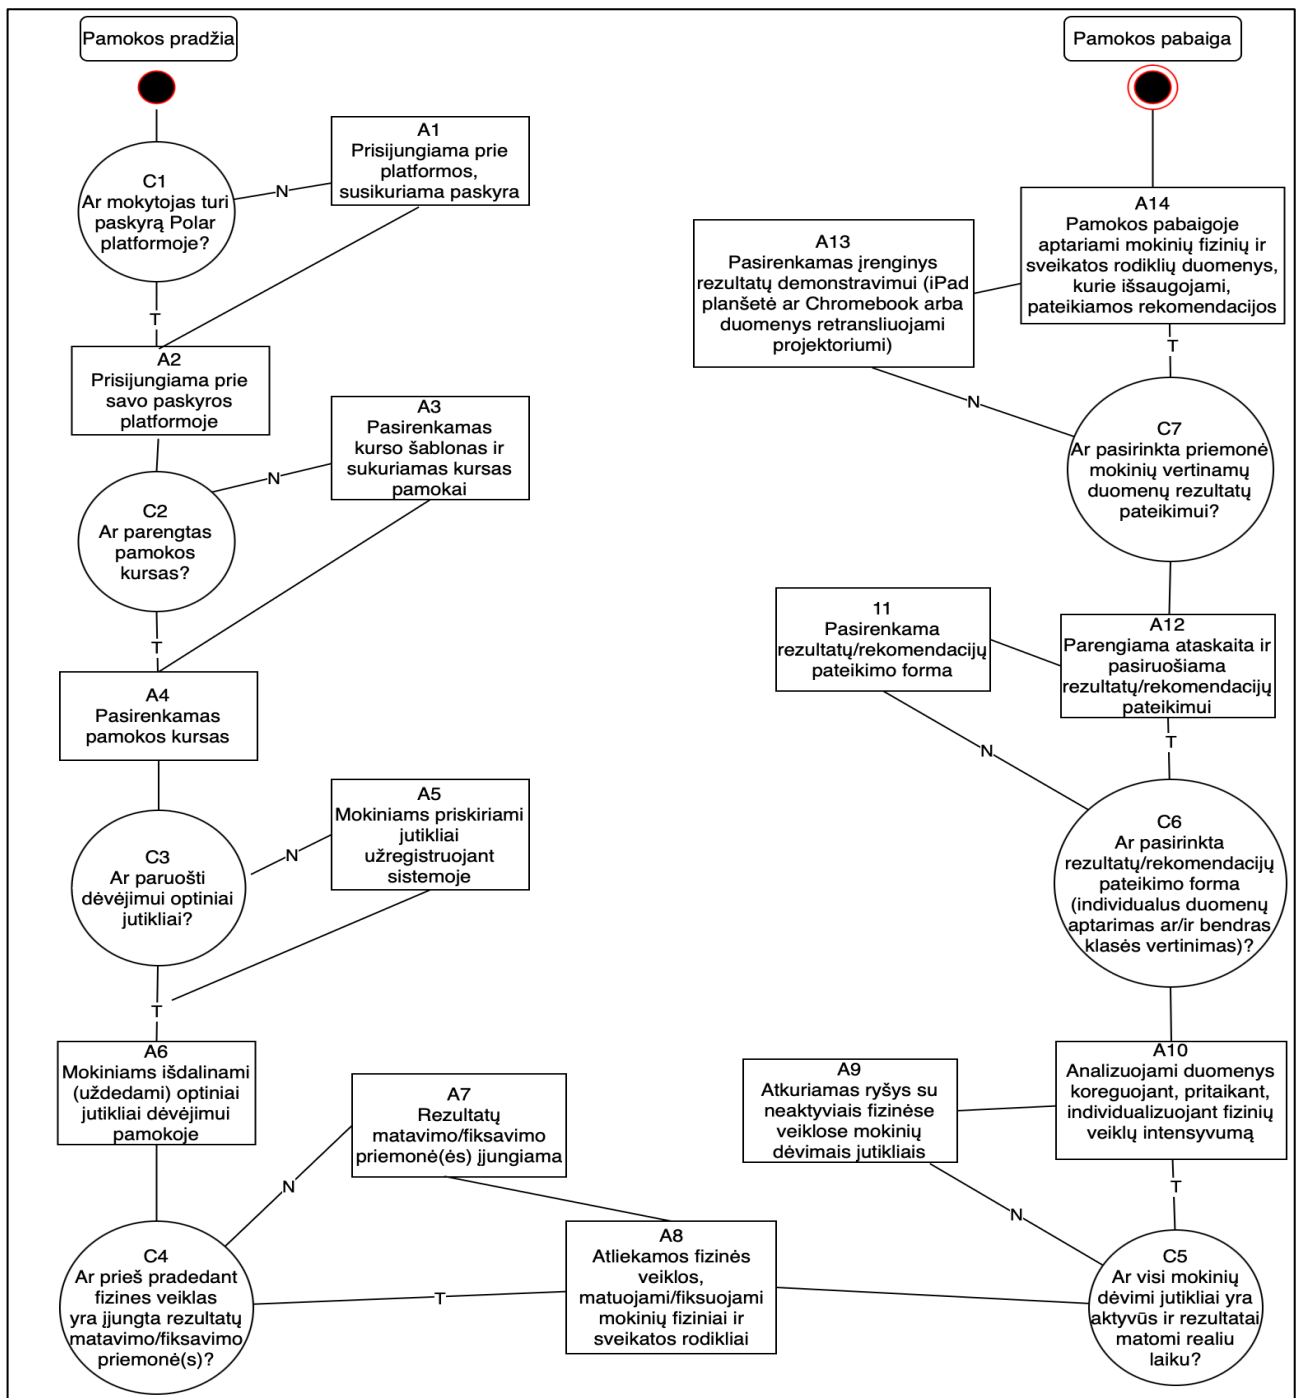 Pamokos pradžia
C1
Ar mokytojas turi
paskyrą Polar
platformoje?
N
A1
Prisijungiama prie
platformos,
susikuriama paskyra
T
A2
Prisijungiama prie
savo paskyros
platformoje
C2
Ar parengtas
pamokos
kursas?
N
A3
Pasirenkamas
kurso šablonas ir
sukuriamas kursas
pamokai
T
A4
Pasirenkamas
pamokos kursas
C3
Ar paruošti
dėvėjimui optiniai
jutikliai?
N
A5
Mokiniams priskiriami
jutikliai
užregistruojant
sistemoje
T
A6
Mokiniams išdalinami
(uždedami) optiniai
jutikliai dėvėjimui
pamokoje
C4
Ar prieš pradedant
fizines veiklas
yra įjungta rezultatų
matavimo/fiksavimo
priemonė(s)?
N
A7
Rezultatų
matavimo/fiksavimo
priemonė(ės) įjungiama
T
A8
Atliekamos fizinės
veiklos,
matuojami/fiksuojami
mokinių fiziniai ir
sveikatos rodikliai
C5
Ar visi mokinių
dėvimi jutikliai yra
aktyvūs ir rezultatai
matomi realiu
laiku?
N
A9
Atkuriamas ryšys su
neaktyviais fizinėse
veiklose mokinių
dėvimais jutikliais
T
A10
Analizuojami duomenys
koreguojant, pritaikant,
individualizuojant fizinių
veiklų intensyvumą
C6
Ar pasirinkta
rezultatų/rekomendacijų
pateikimo forma
(individualus duomenų
aptarimas ar/ir bendras
klasės vertinimas)?
N
11
Pasirenkama
rezultatų/rekomendacijų
pateikimo forma
T
A12
Parengiama ataskaita ir
pasiruošiama
rezultatų/rekomendacijų
pateikimui
C7
Ar pasirinkta priemonė
mokinių vertinamų
duomenų rezultatų
pateikimui?
N
A13
Pasirenkamas įrenginys
rezultatų demonstravimui (iPad
planšetė ar Chromebook arba
duomenys retransliuojami
projektoriumi)
T
A14
Pamokos pabaigoje
aptariami mokinių fizinių ir
sveikatos rodiklių duomenys,
kurie išsaugojami,
pateikiamos rekomendacijos
Pamokos pabaiga